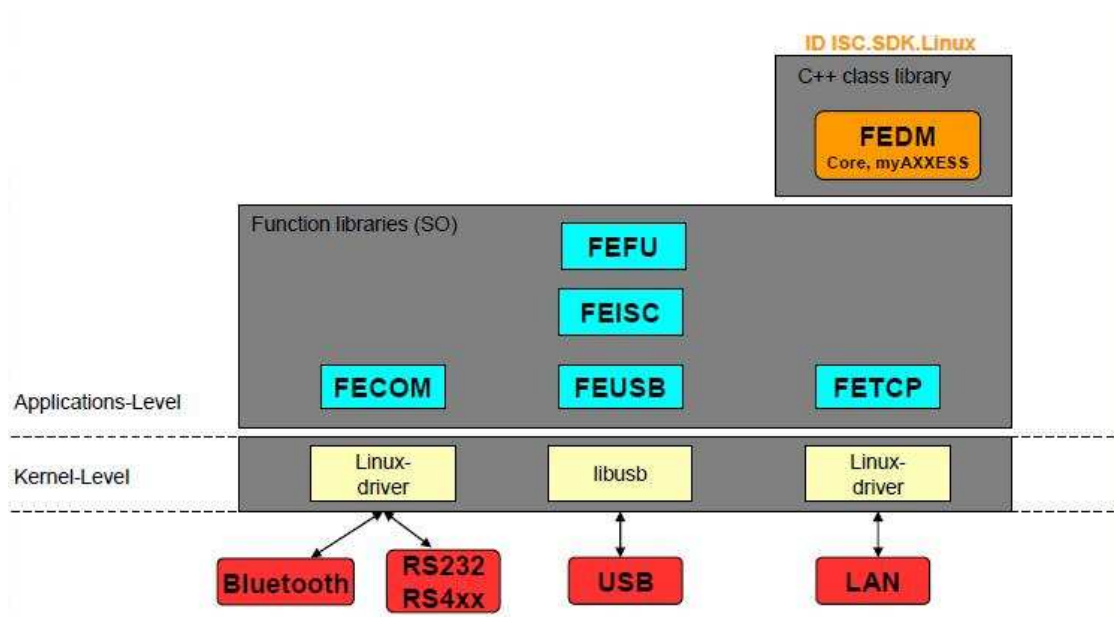 ID ISC.SDK.Linux
C++ class library
FEDM
Core, myAXXESS
Function libraries (SO)
FEFU
FEISC
FECOM
FEUSB
FETCP
Applications-Level
Kernel-Level
Linux-
driver
libusb
Linux-
driver
Bluetooth
RS232
RS4xx
USB
LAN